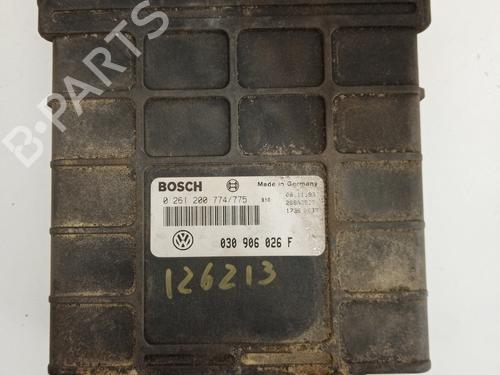 B-PARTS
BOSCH
Made in Germany
0 261 200 774/775
030 906 026 F
126213